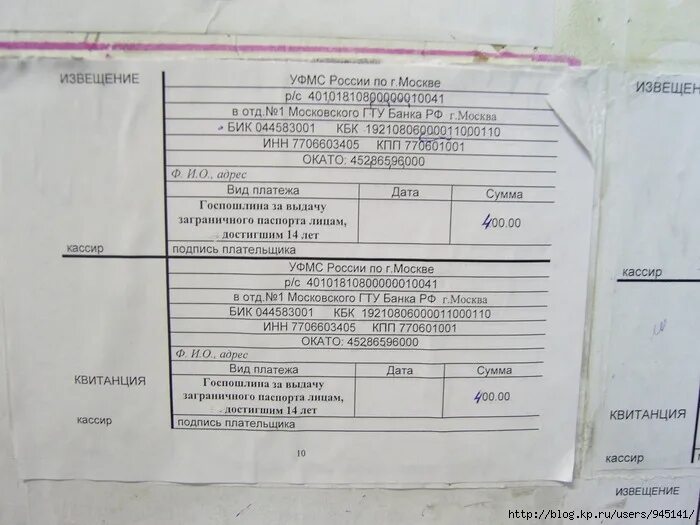 ИЗВЕЩЕНИЕ
УФМС России по г.Москве
р/с 40101810800000010041
в отд.№1 Московского ГТУ Банка РФ г.Москва
БИК 044583001 КБК 19210806000011000110
ИНН 7706603405 КПП 770601001
ОКАТО: 45286596000
Ф. И.О., адрес
Вид платежа Дата Сумма
Госпошлина за выдачу
заграничного паспорта лицам,
достигшим 14 лет
400.00
кассир подпись плательщика
УФМС России по г.Москве
р/с 40101810800000010041
в отд.№1 Московского ГТУ Банка РФ г.Москва
БИК 044583001 КБК 19210806000011000110
ИНН 7706603405 КПП 770601001
ОКАТО: 45286596000
Ф. И.О., адрес
Вид платежа Дата Сумма
КВИТАНЦИЯ
Госпошлина за выдачу
заграничного паспорта лицам,
достигшим 14 лет
400.00
кассир подпись плательщика
10
ИЗВЕЩЕН
кассир
КВИТАНЦИЯ
кассир
ИЗВЕЩЕНИЕ
http://blog.kp.ru/users/945141/